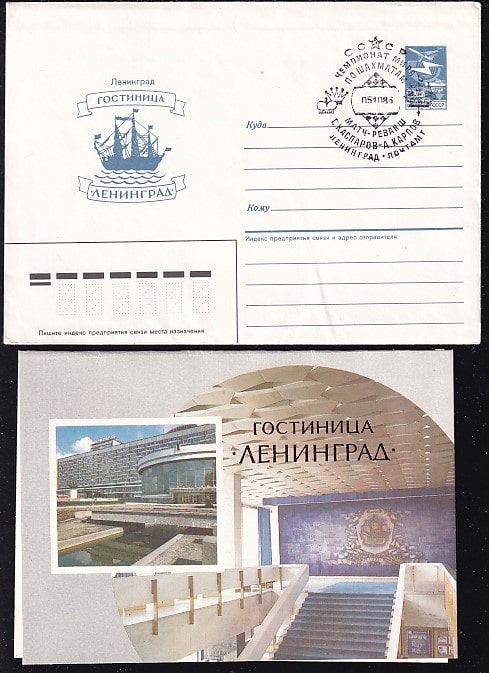 Ленинград
ГОСТИНИЦА
"ЛЕНИНГРАД"
СССР
ЧЕМПИОНАТ МИРА
ПО ШАХМАТАМ
МАТЧ-РЕВАНШ
Г.КАСПАРОВ-А.КАРПОВ
ЛЕНИНГРАД · ПОЧТАМТ
Куда
Кому
Индекс предприятия связи и адрес отправителя
Пишите индекс предприятия связи места назначения
ГОСТИНИЦА
·ЛЕНИНГРАД·